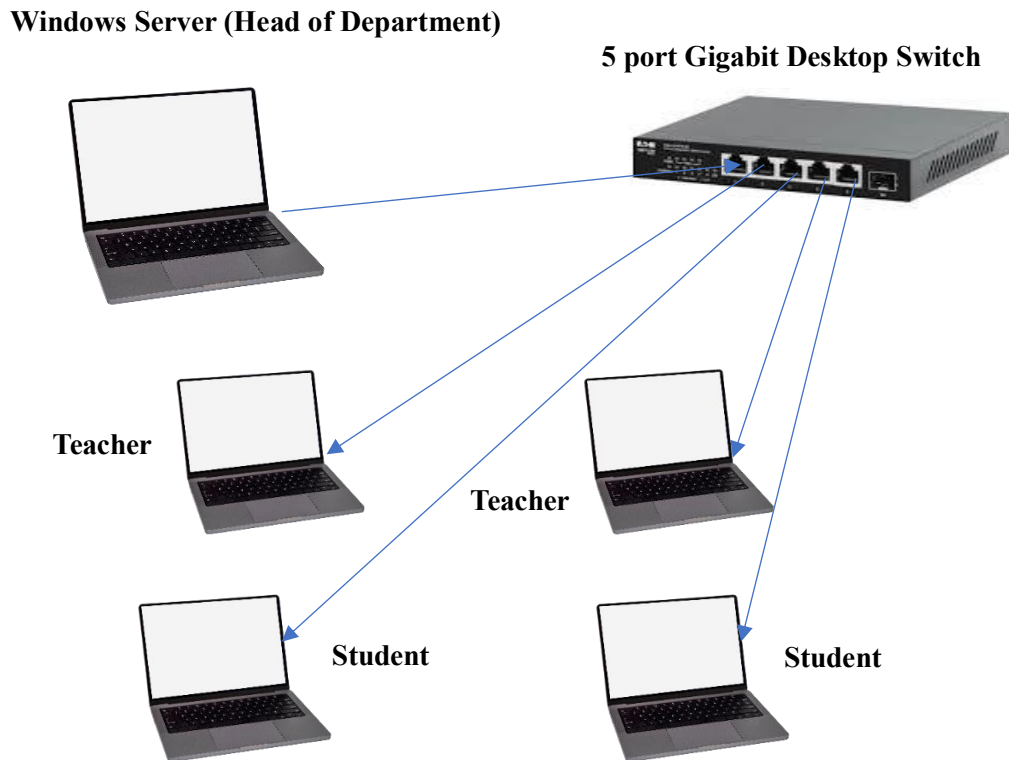 Windows Server (Head of Department)
5 port Gigabit Desktop Switch
Teacher
Teacher
Student
Student